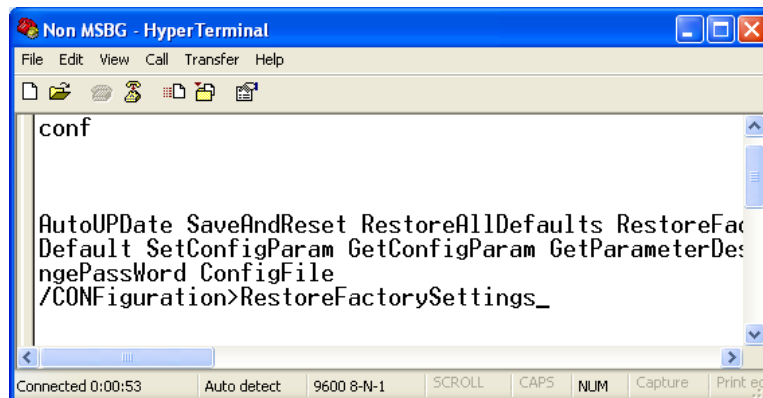 Non MSBG - HyperTerminal
File Edit View Call Transfer Help
conf
AutoUPDate SaveAndReset RestoreAllDefaults RestoreFac
Default SetConfigParam GetConfigParam GetParameterDes
ngePassWord ConfigFile
/CONFiguration>RestoreFactorySettings_
Connected 0:00:53 Auto detect 9600 8-N-1 SCROLL CAPS NUM Capture Print ec